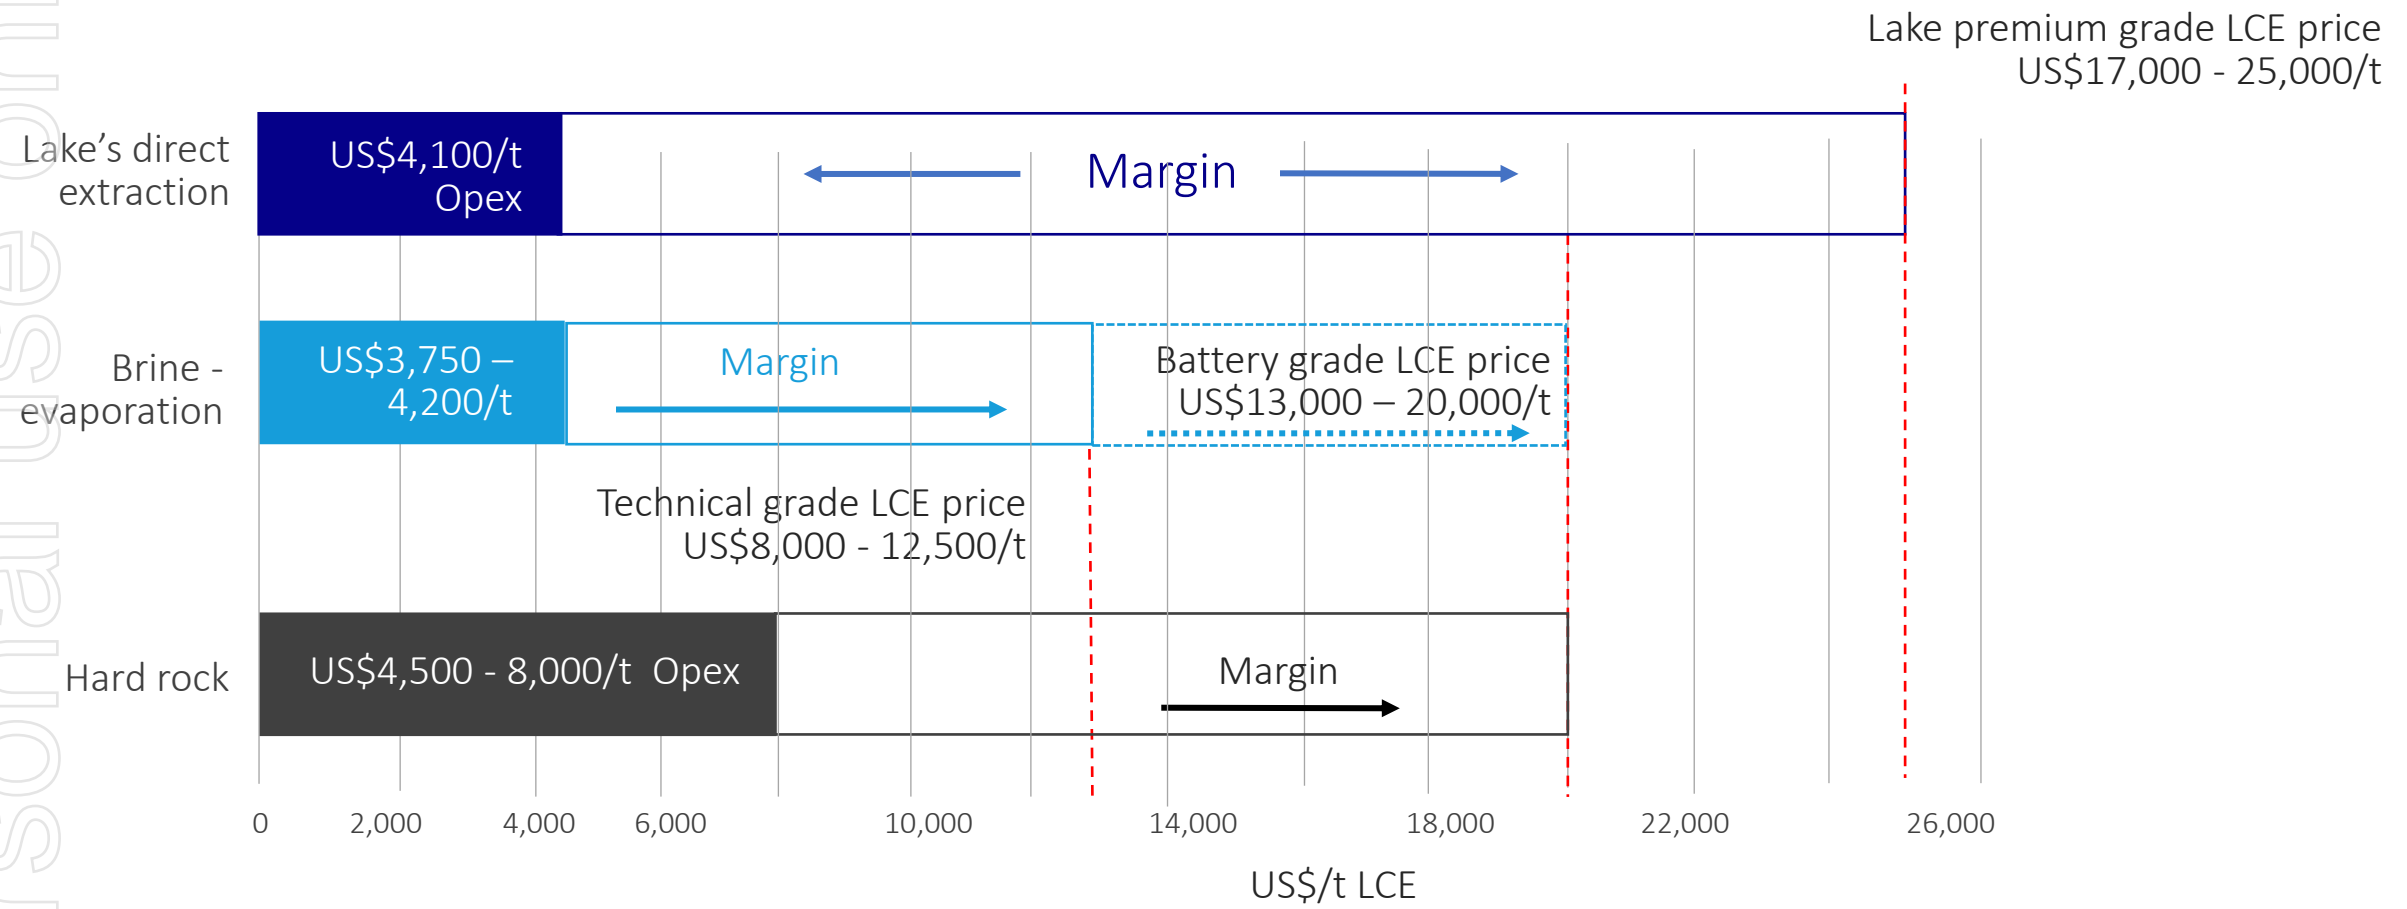 Lake premium grade LCE price
US$17,000 - 25,000/t
Lake's direct
extraction
US$4,100/t
Opex
Margin
Brine -
evaporation
US$3,750 –
4,200/t
Margin
Battery grade LCE price
US$13,000 – 20,000/t
Technical grade LCE price
US$8,000 - 12,500/t
Hard rock
US$4,500 - 8,000/t  Opex
Margin
0
2,000
4,000
6,000
10,000
14,000
18,000
22,000
26,000
US$/t LCE